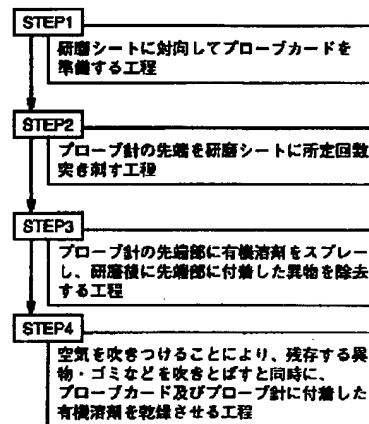 STEP1
研磨シートに対向してプローブカードを
準備する工程
STEP2
プローブ針の先端を研磨シートに所定回数
突き刺す工程
STEP3
プローブ針の先端部に有機溶剤をスプレー
し、研磨後に先端部に付着した異物を除去
する工程
STEP4
空気を吹きつけることにより、残存する異
物・ゴミなどを吹きとばすと同時に、
プローブカード及びプローブ針に付着した
有機溶剤を乾燥させる工程